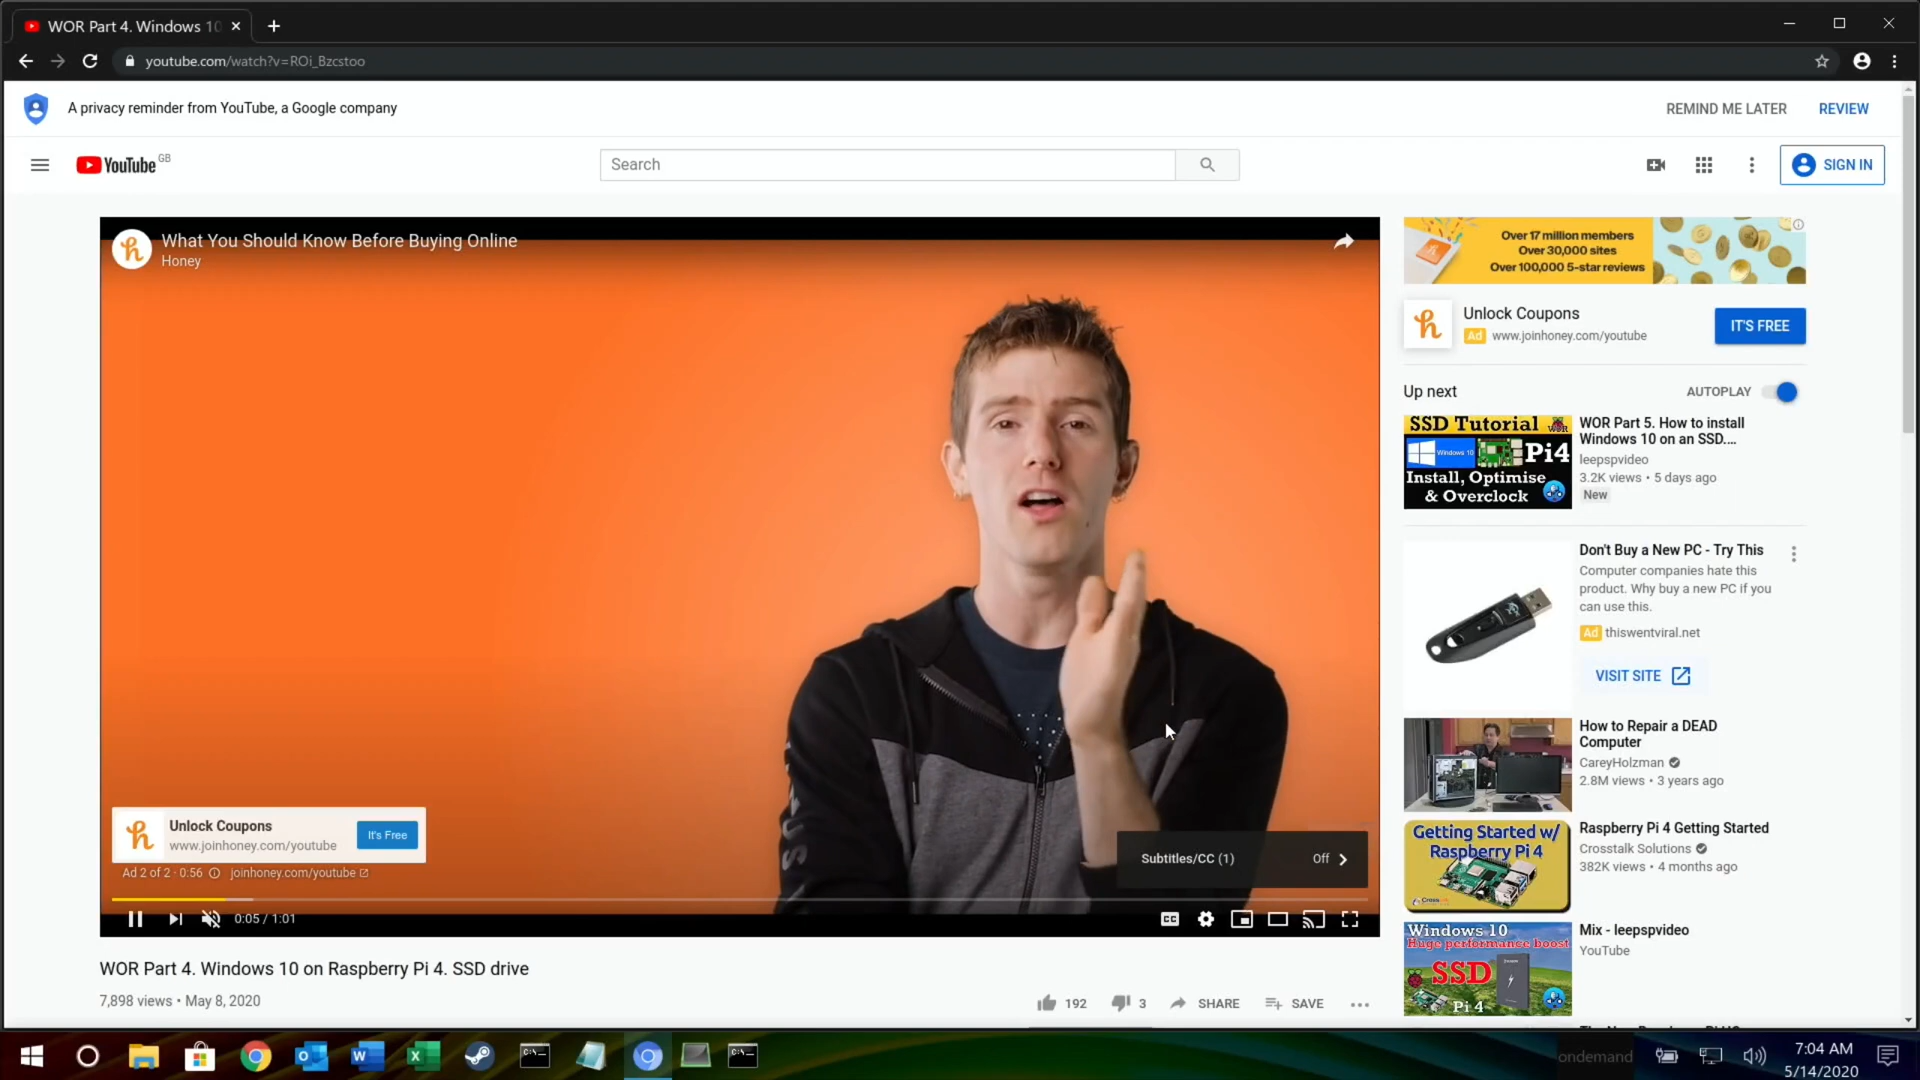 WOR Part 4. Windows 10
youtube.com/watch?v=ROi_Bzcstoo
A privacy reminder from YouTube, a Google company
REMIND ME LATER
REVIEW
YouTube GB
Search
SIGN IN
What You Should Know Before Buying Online
Honey
Unlock Coupons
www.joinhoney.com/youtube
It's Free
Ad 2 of 2 · 0:56
joinhoney.com/youtube
Subtitles/CC (1)
Off
0:05 / 1:01
CC
WOR Part 4. Windows 10 on Raspberry Pi 4. SSD drive
7,898 views • May 8, 2020
192
3
SHARE
SAVE
Over 17 million members
Over 30,000 sites
Over 100,000 5-star reviews
Unlock Coupons
Ad www.joinhoney.com/youtube
IT'S FREE
Up next
AUTOPLAY
SSD Tutorial
WOR
Windows 10
Pi4
Install, Optimise
& Overclock
WOR Part 5. How to install
Windows 10 on an SSD....
leepspvideo
3.2K views • 5 days ago
New
Don't Buy a New PC - Try This
Computer companies hate this
product. Why buy a new PC if you
can use this.
Ad thiswentviral.net
VISIT SITE
How to Repair a DEAD
Computer
CareyHolzman
2.8M views • 3 years ago
Getting Started w/
Raspberry Pi 4
Raspberry Pi 4 Getting Started
Crosstalk Solutions
382K views • 4 months ago
Windows 10
Huge performance boost
SSD
Pi 4
Mix - leepspvideo
YouTube
ondemand
7:04 AM
5/14/2020